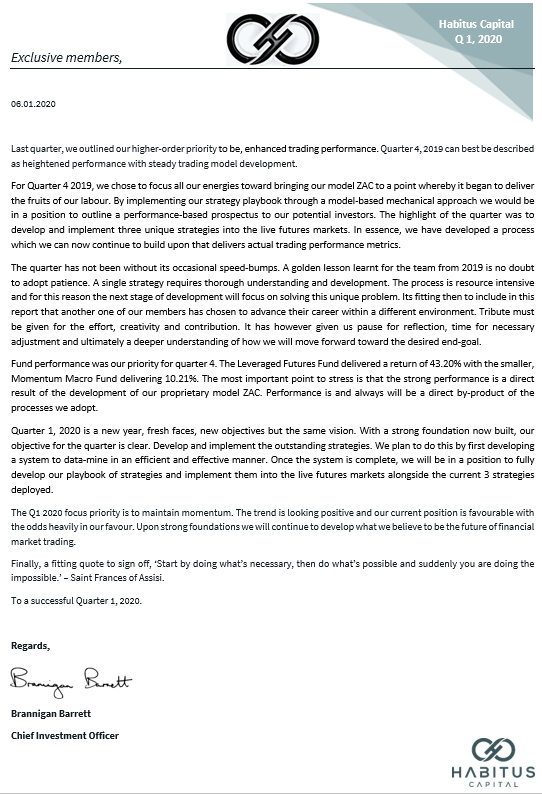 Habitus Capital
Q 1, 2020
Exclusive members,
06.01.2020
Last quarter, we outlined our higher-order priority to be, enhanced trading performance. Quarter 4, 2019 can best be described
as heightened performance with steady trading model development.
For Quarter 4 2019, we chose to focus all our energies toward bringing our model ZAC to a point whereby it began to deliver
the fruits of our labour. By implementing our strategy playbook through a model-based mechanical approach we would be
in a position to outline a performance-based prospectus to our potential investors. The highlight of the quarter was to
develop and implement three unique strategies into the live futures markets. In essence, we have developed a process
which we can now continue to build upon that delivers actual trading performance metrics.
The quarter has not been without its occasional speed-bumps. A golden lesson learnt for the team from 2019 is no doubt
to adopt patience. A single strategy requires thorough understanding and development. The process is resource intensive
and for this reason the next stage of development will focus on solving this unique problem. Its fitting then to include in this
report that another one of our members has chosen to advance their career within a different environment. Tribute must
be given for the effort, creativity and contribution. It has however given us pause for reflection, time for necessary
adjustment and ultimately a deeper understanding of how we will move forward toward the desired end-goal.
Fund performance was our priority for quarter 4. The Leveraged Futures Fund delivered a return of 43.20% with the smaller,
Momentum Macro Fund delivering 10.21%. The most important point to stress is that the strong performance is a direct
result of the development of our proprietary model ZAC. Performance is and always will be a direct by-product of the
processes we adopt.
Quarter 1, 2020 is a new year, fresh faces, new objectives but the same vision. With a strong foundation now built, our
objective for the quarter is clear. Develop and implement the outstanding strategies. We plan to do this by first developing
a system to data-mine in an efficient and effective manner. Once the system is complete, we will be in a position to fully
develop our playbook of strategies and implement them into the live futures markets alongside the current 3 strategies
deployed.
The Q1 2020 focus priority is to maintain momentum. The trend is looking positive and our current position is favourable with
the odds heavily in our favour. Upon strong foundations we will continue to develop what we believe to be the future of financial
market trading.
Finally, a fitting quote to sign off, ‘Start by doing what’s necessary, then do what’s possible and suddenly you are doing the
impossible.’ – Saint Frances of Assisi.
To a successful Quarter 1, 2020.
Regards,
Brannigan Barrett
Brannigan Barrett
Chief Investment Officer
HABITUS
CAPITAL